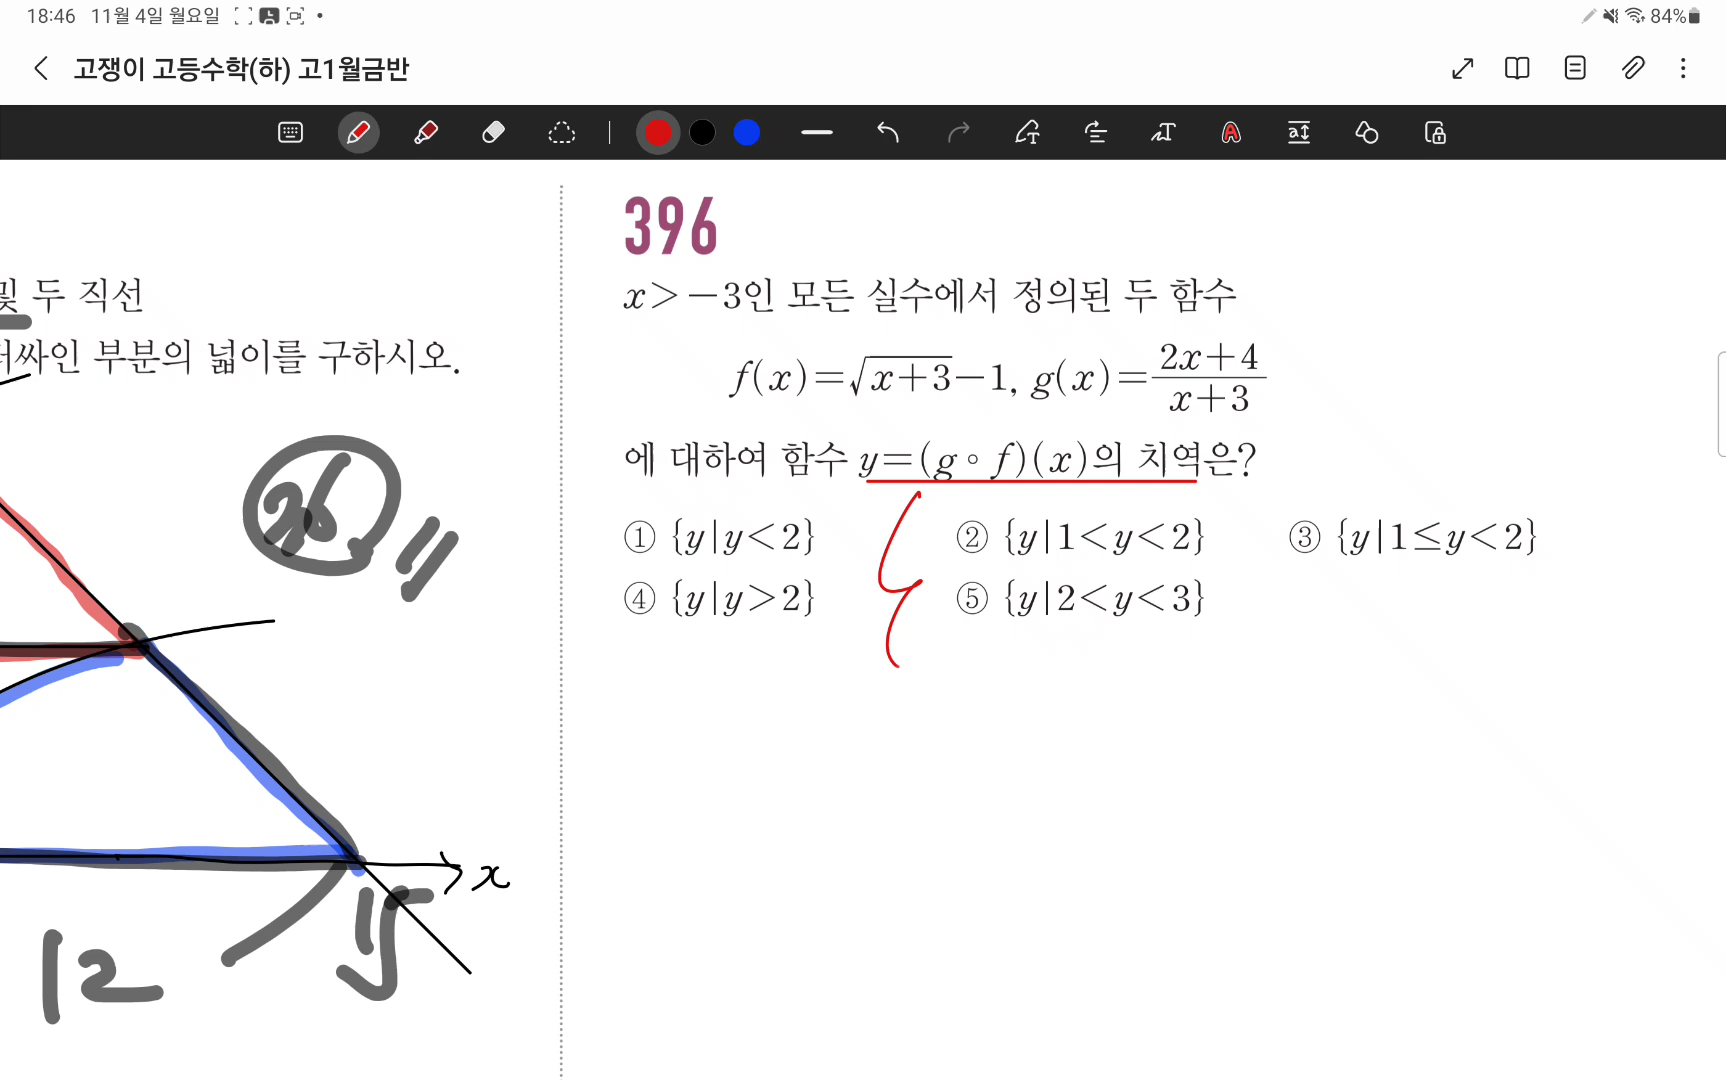 18:46 11월 4일 월요일
84%
고쟁이 고등수학(하) 고1월금반
및 두 직선
싸인 부분의 넓이를 구하시오.
26
x
12
15
396
x>-3인 모든 실수에서 정의된 두 함수
f(x)=√(x+3)-1, g(x)=(2x+4)/(x+3)
에 대하여 함수 y=(g∘f)(x)의 치역은?
① {y|y<2} ② {y|1<y<2} ③ {y|1≤y<2}
④ {y|y>2} ⑤ {y|2<y<3}